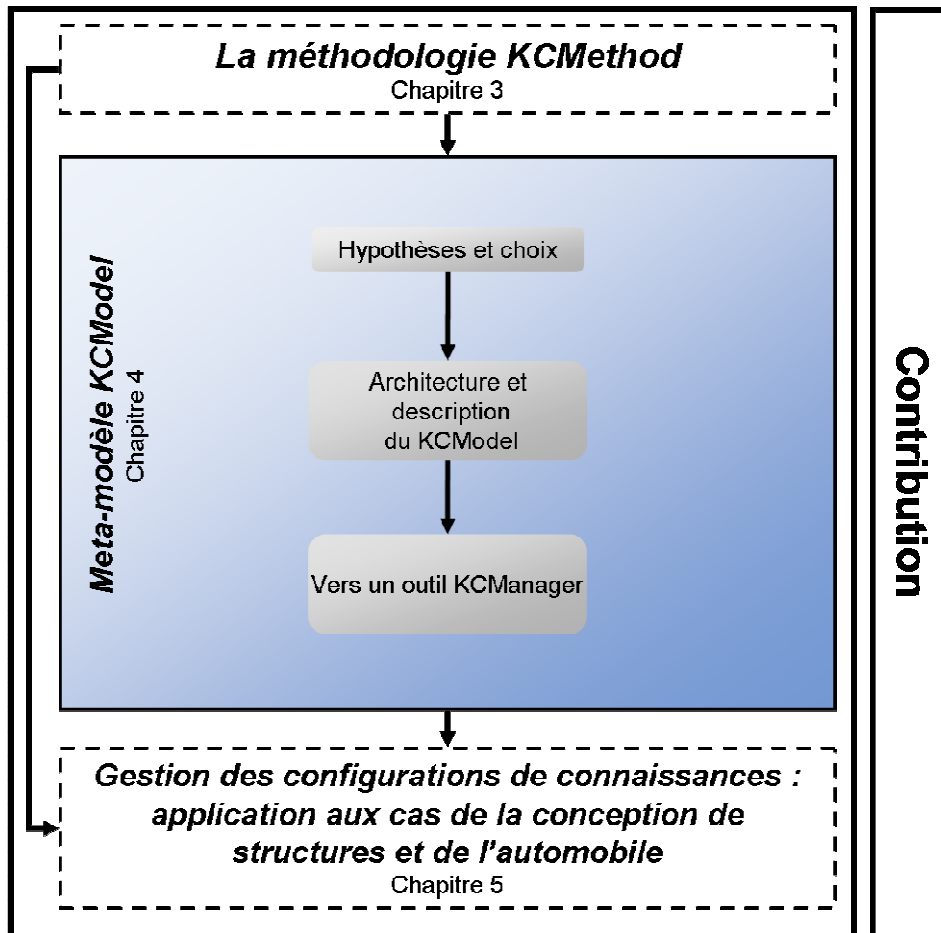 La méthodologie KCMethod
Chapitre 3
Meta-modèle KCModel
Chapitre 4
Hypothèses et choix
Architecture et
description
du KCModel
Vers un outil KCManager
Gestion des configurations de connaissances :
application aux cas de la conception de
structures et de l'automobile
Chapitre 5
Contribution